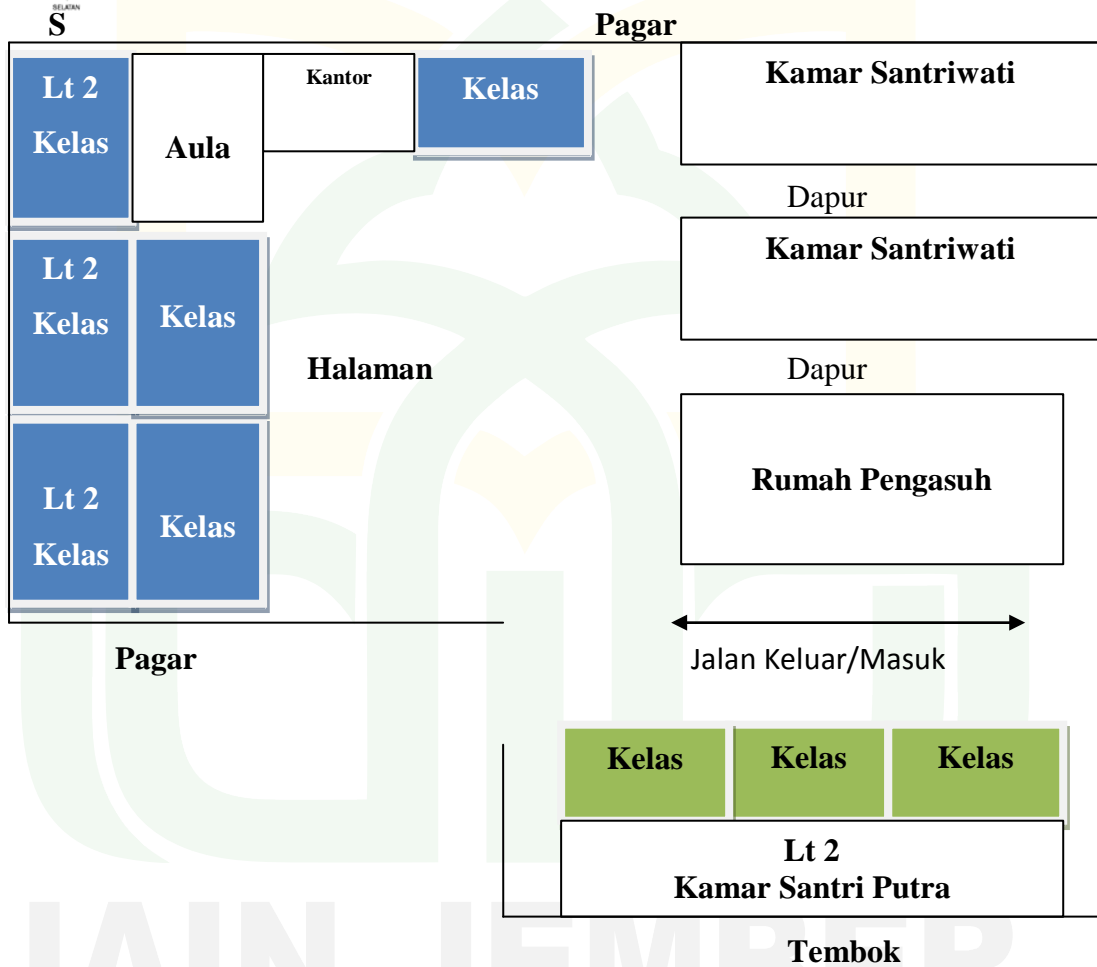 SELATAN
S
Pagar
Lt 2
Kelas
Aula
Kantor
Kelas
Kamar Santriwati
Dapur
Kamar Santriwati
Lt 2
Kelas
Kelas
Halaman
Dapur
Rumah Pengasuh
Lt 2
Kelas
Kelas
Pagar
Jalan Keluar/Masuk
Kelas
Kelas
Kelas
Lt 2
Kamar Santri Putra
Tembok
IAIN JEMBER